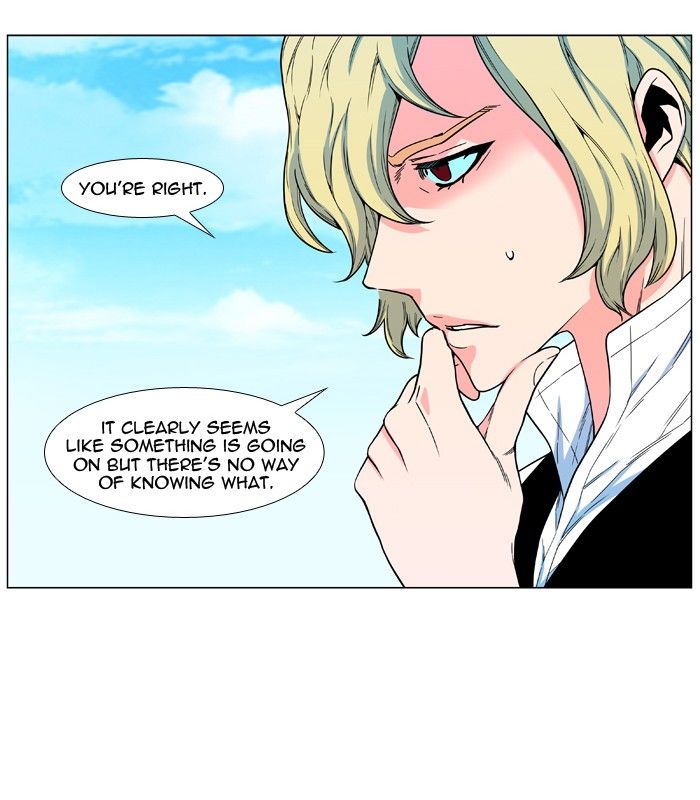 YOU'RE RIGHT.
IT CLEARLY SEEMS
LIKE SOMETHING IS GOING
ON BUT THERE'S NO WAY
OF KNOWING WHAT.